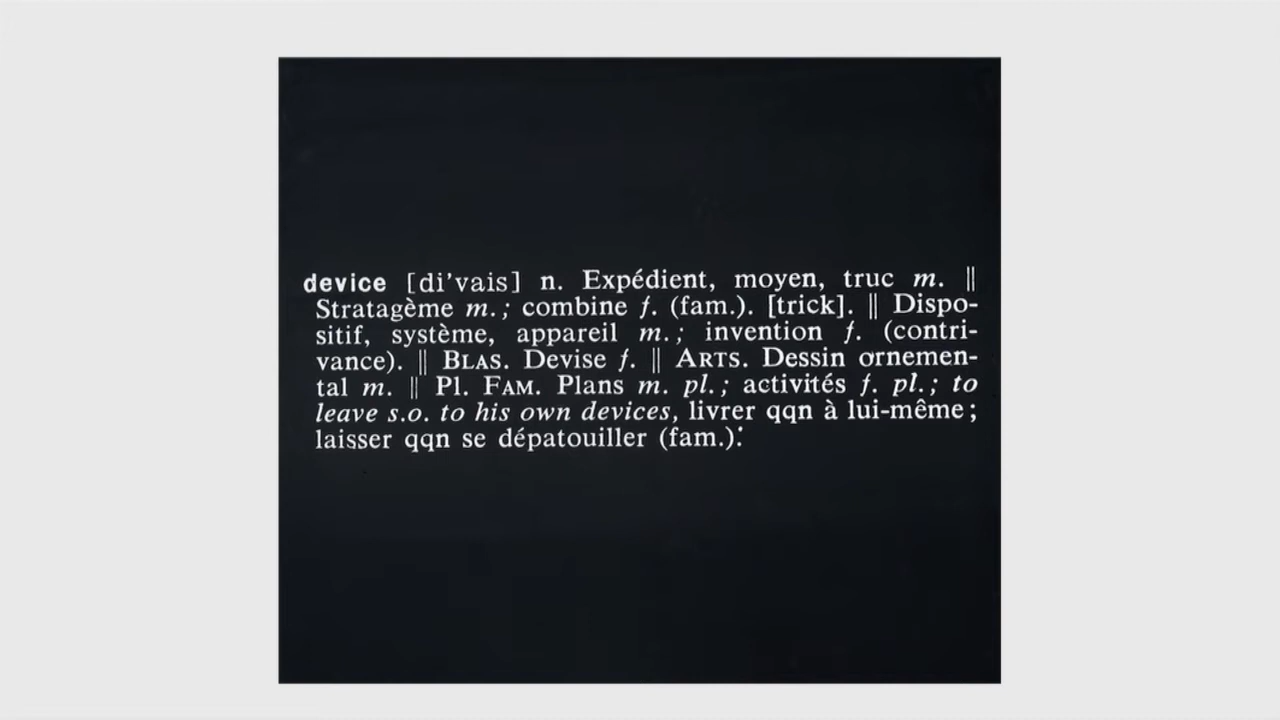 device [di'vais] n. Expédient, moyen, truc m. ||
Stratagème m.; combine f. (fam.). [trick]. || Dispo-
sitif, système, appareil m.; invention f. (contri-
vance). || BLAS. Devise f. || ARTS. Dessin ornemen-
tal m. || Pl. FAM. Plans m. pl.; activités f. pl.; to
leave s.o. to his own devices, livrer qqn à lui-même;
laisser qqn se dépatouiller (fam.):